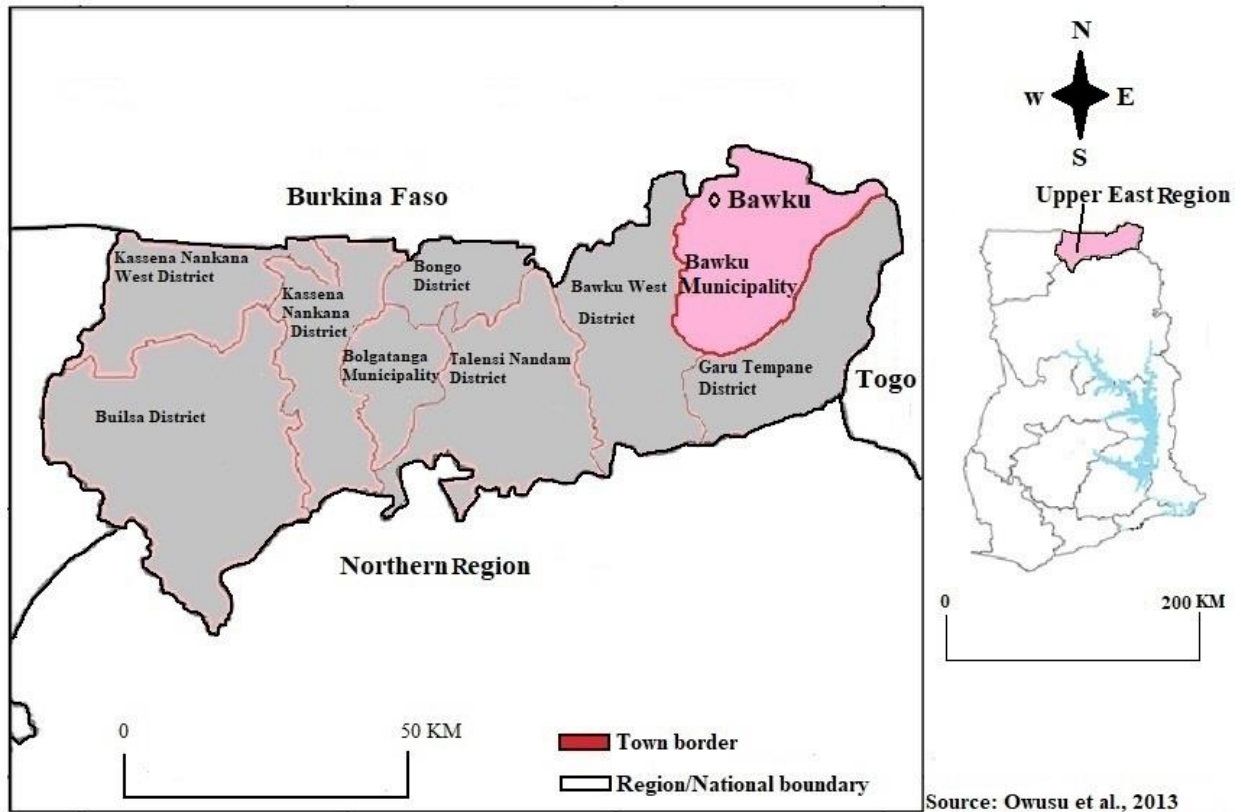 Burkina Faso
Bawku
Kassena Nankana
West District
Kassena
Nankana
District
Bongo
District
Bawku West
District
Bawku
Municipality
Bolgatanga
Municipality
Talensi Nandam
District
Garu Tempane
District
Togo
Builsa District
Northern Region
0
50 KM
Town border
Region/National boundary
N
W
E
S
Upper East Region
0
200 KM
Source: Owusu et al., 2013